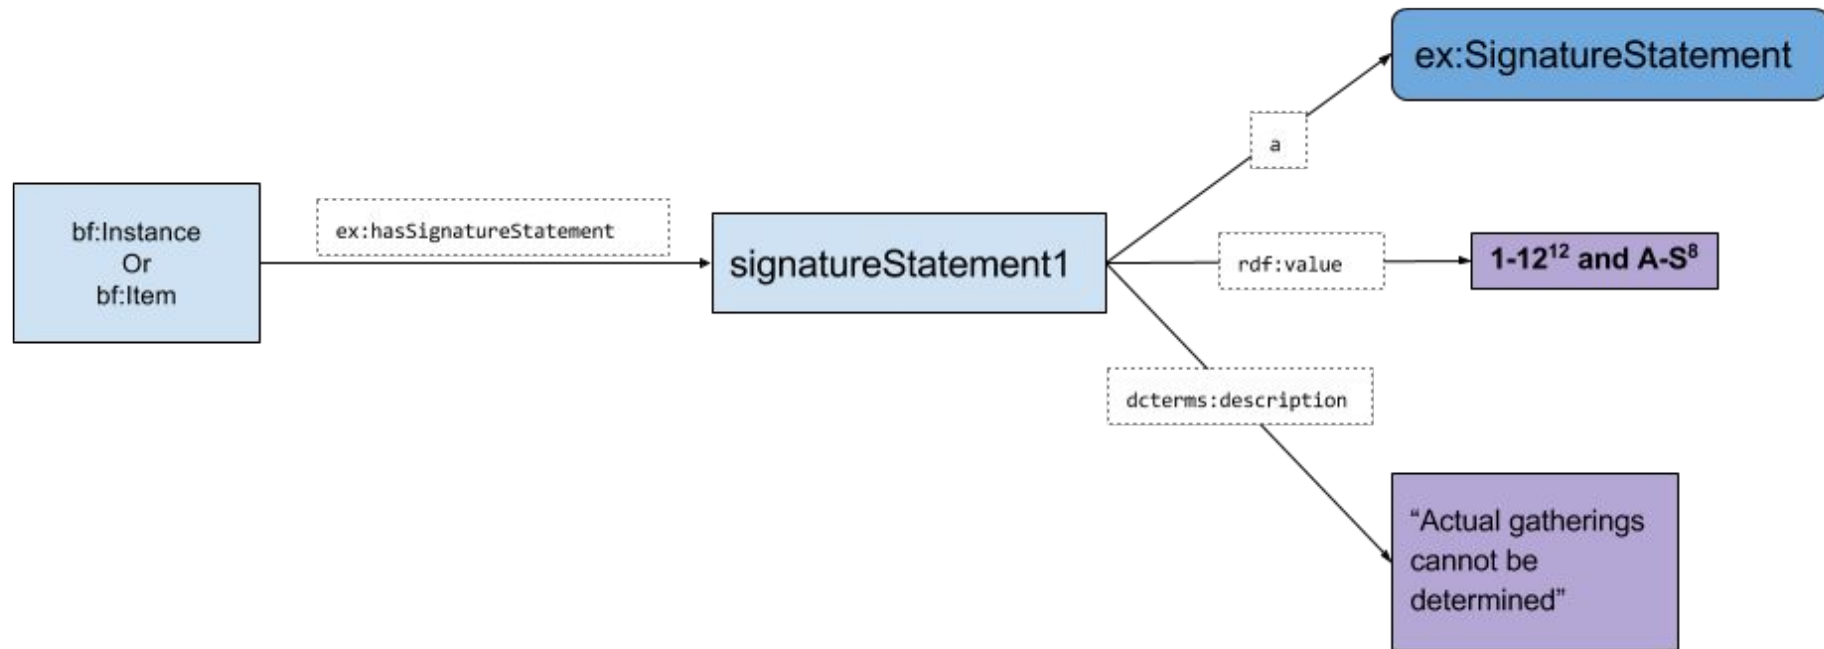 ex:SignatureStatement
a
bf:Instance
Or
bf:Item
ex:hasSignatureStatement
signatureStatement1
rdf:value
1-12¹² and A-S⁸
dcterms:description
“Actual gatherings
cannot be
determined”